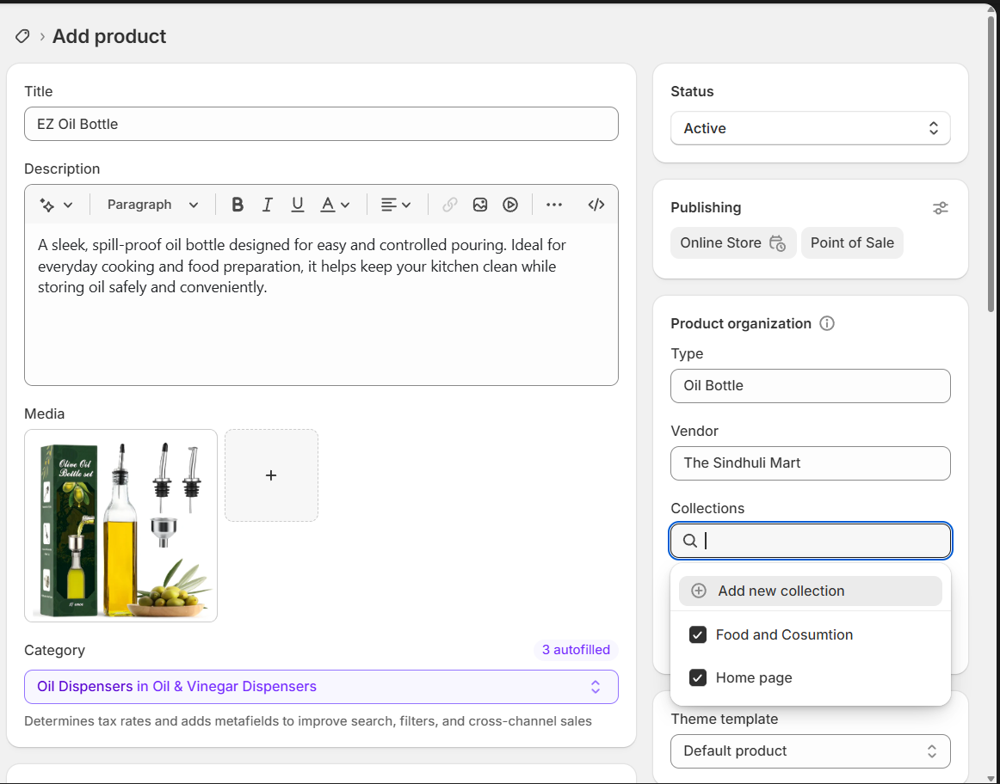 Add product
Title
EZ Oil Bottle
Description
Paragraph
A sleek, spill-proof oil bottle designed for easy and controlled pouring. Ideal for
everyday cooking and food preparation, it helps keep your kitchen clean while
storing oil safely and conveniently.
Media
Olive Oil
Bottle set
Category
3 autofilled
Oil Dispensers in Oil & Vinegar Dispensers
Determines tax rates and adds metafields to improve search, filters, and cross-channel sales
Status
Active
Publishing
Online Store
Point of Sale
Product organization
Type
Oil Bottle
Vendor
The Sindhuli Mart
Collections
Add new collection
Food and Cosumtion
Home page
Theme template
Default product